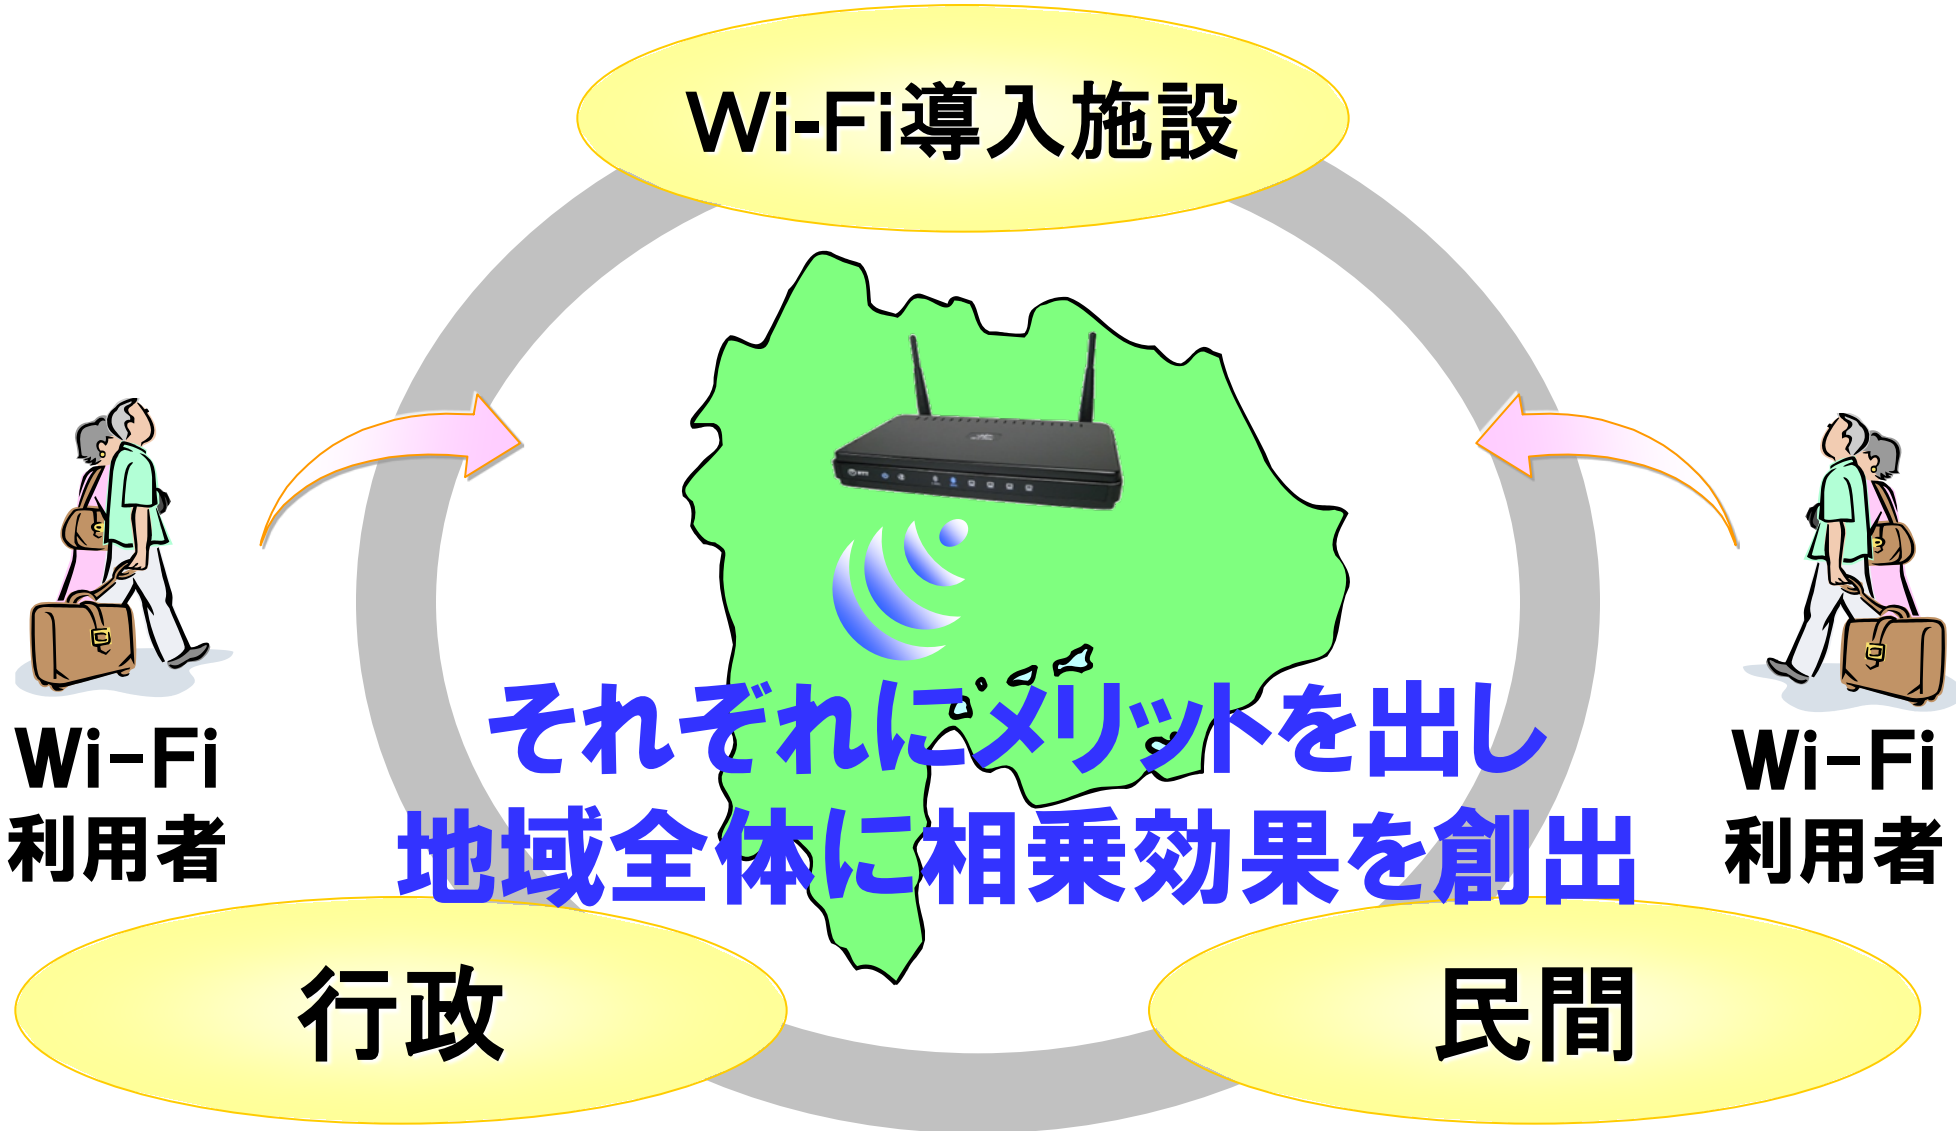 Wi-Fi導入施設
それぞれにメリットを出し
地域全体に相乗効果を創出
Wi-Fi
利用者
Wi-Fi
利用者
行政
民間